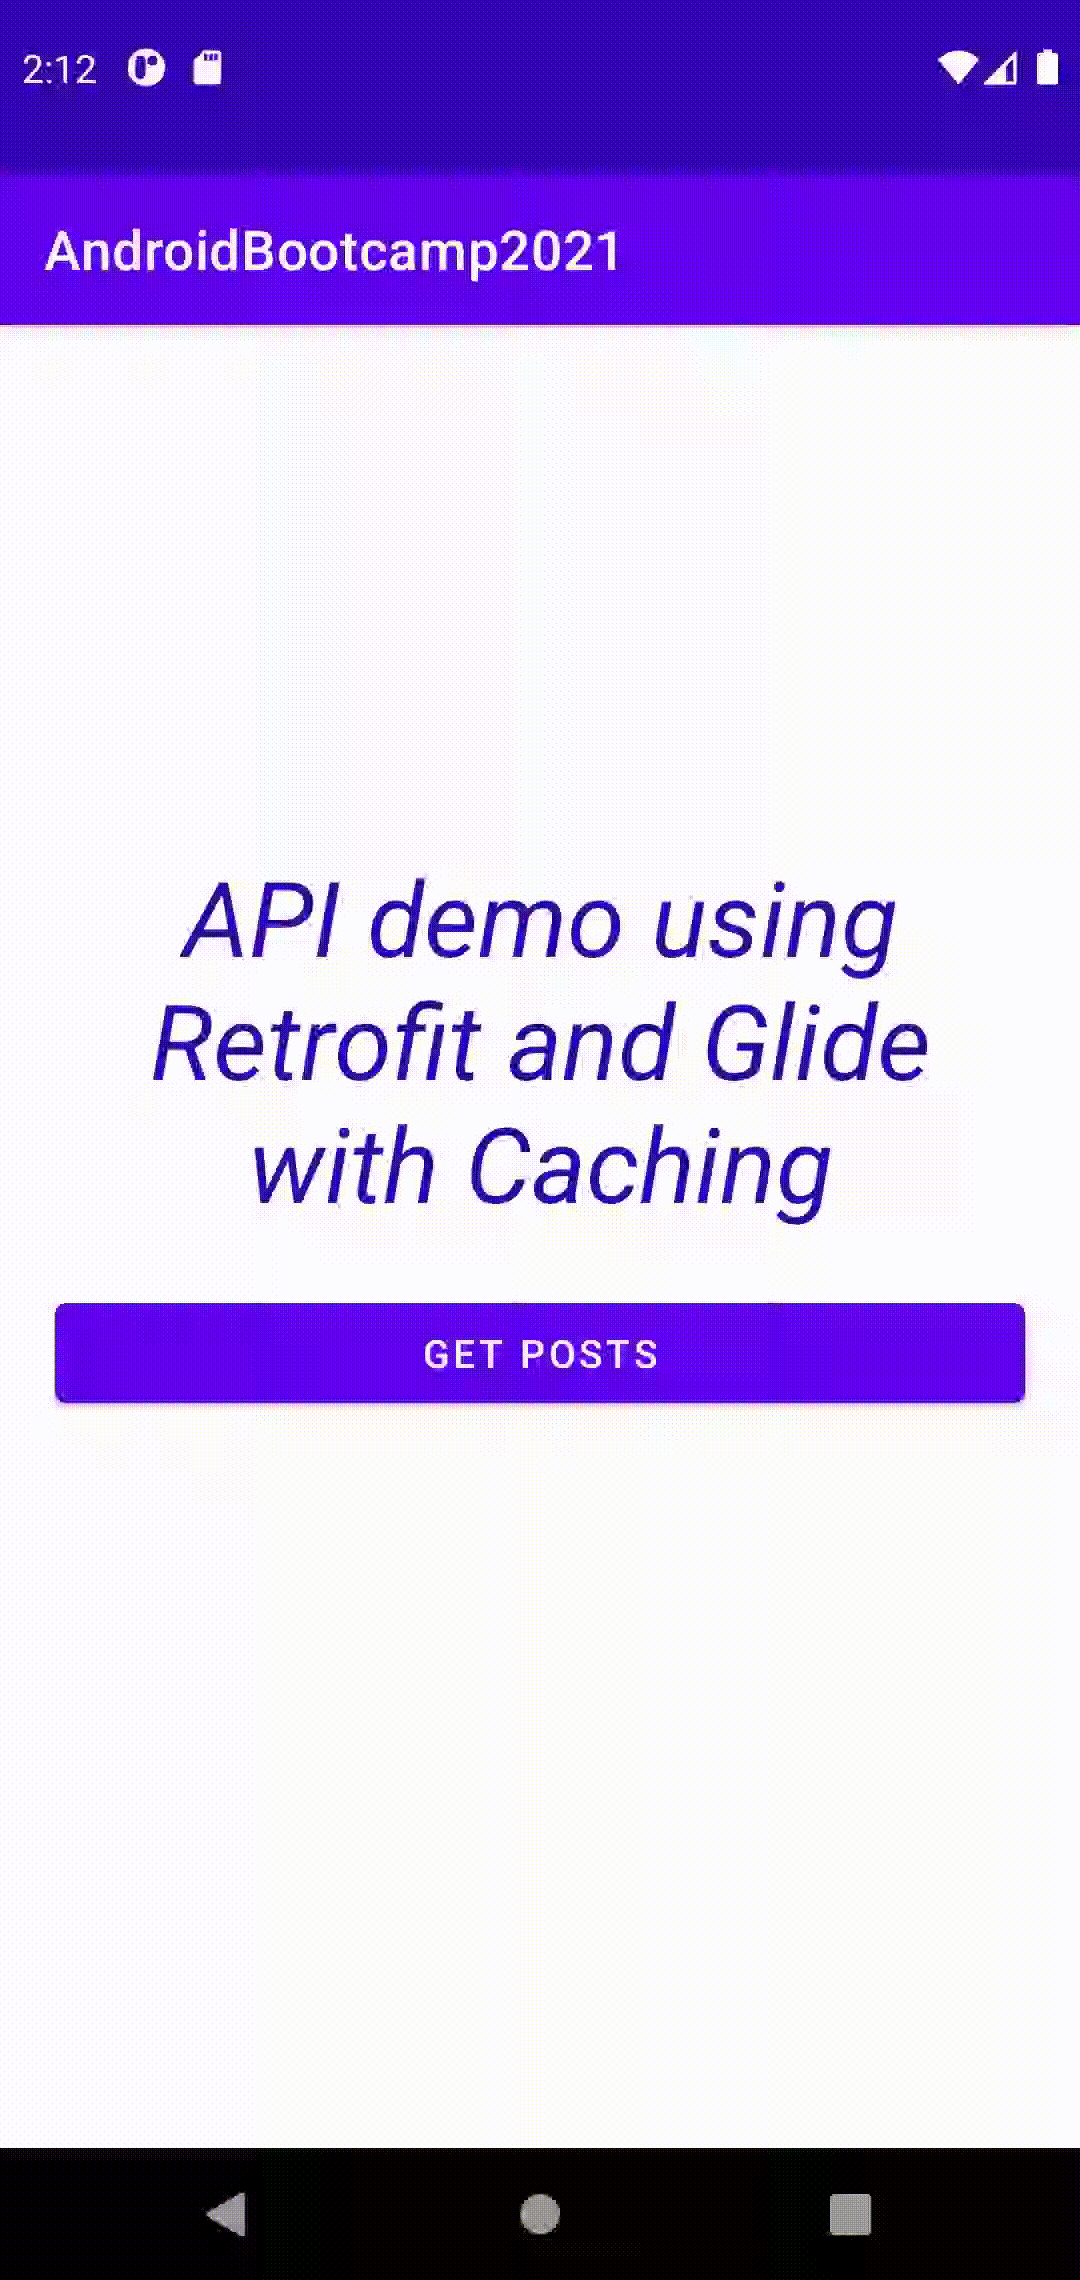 2:12
AndroidBootcamp2021
API demo using
Retrofit and Glide
with Caching
GET POSTS